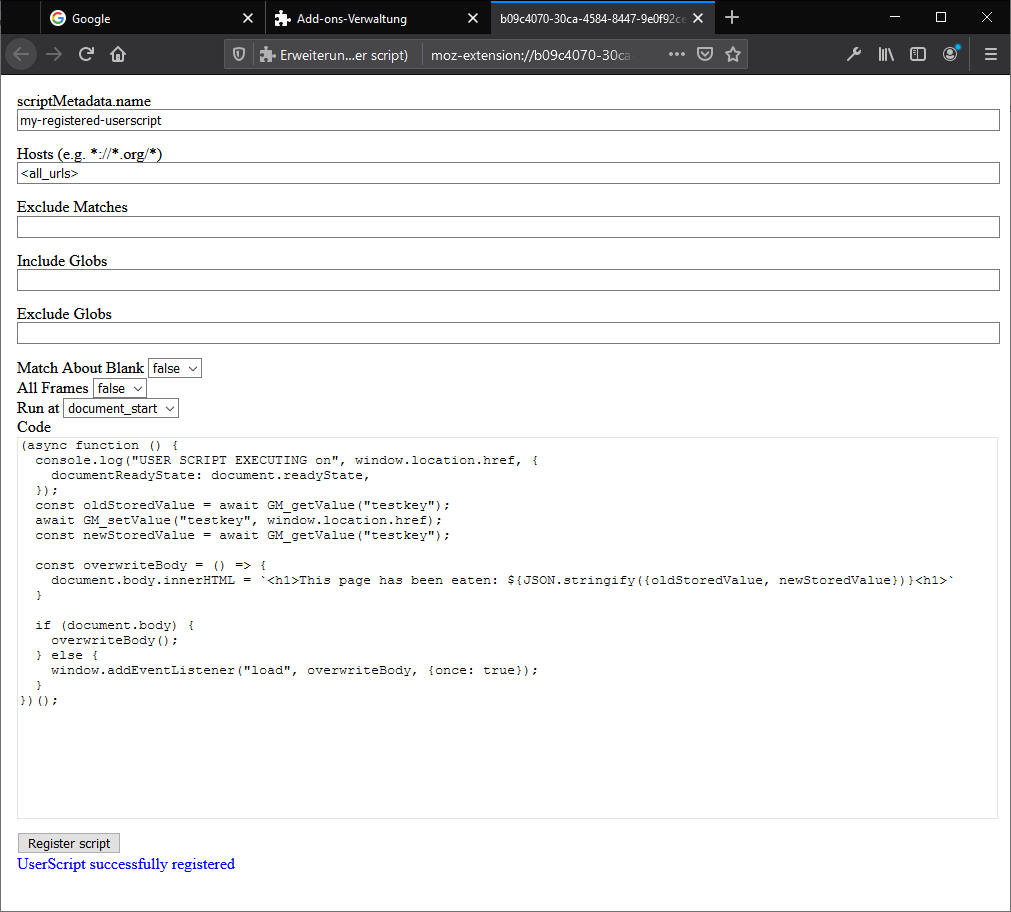 Google
Add-ons-Verwaltung
b09c4070-30ca-4584-8447-9e0f92ce
Erweiterun...er script)
moz-extension://b09c4070-30ca-
scriptMetadata.name
my-registered-userscript
Hosts (e.g. *://*.org/*)
<all_urls>
Exclude Matches
Include Globs
Exclude Globs
Match About Blank false
All Frames false
Run at document_start
Code
(async function () {
  console.log("USER SCRIPT EXECUTING on", window.location.href, {
    documentReadyState: document.readyState,
  });
  const oldStoredValue = await GM_getValue("testkey");
  await GM_setValue("testkey", window.location.href);
  const newStoredValue = await GM_getValue("testkey");
  const overwriteBody = () => {
    document.body.innerHTML = `<h1>This page has been eaten: ${JSON.stringify({oldStoredValue, newStoredValue})}<h1>`
  }
  if (document.body) {
    overwriteBody();
  } else {
    window.addEventListener("load", overwriteBody, {once: true});
  }
})();
Register script
UserScript successfully registered